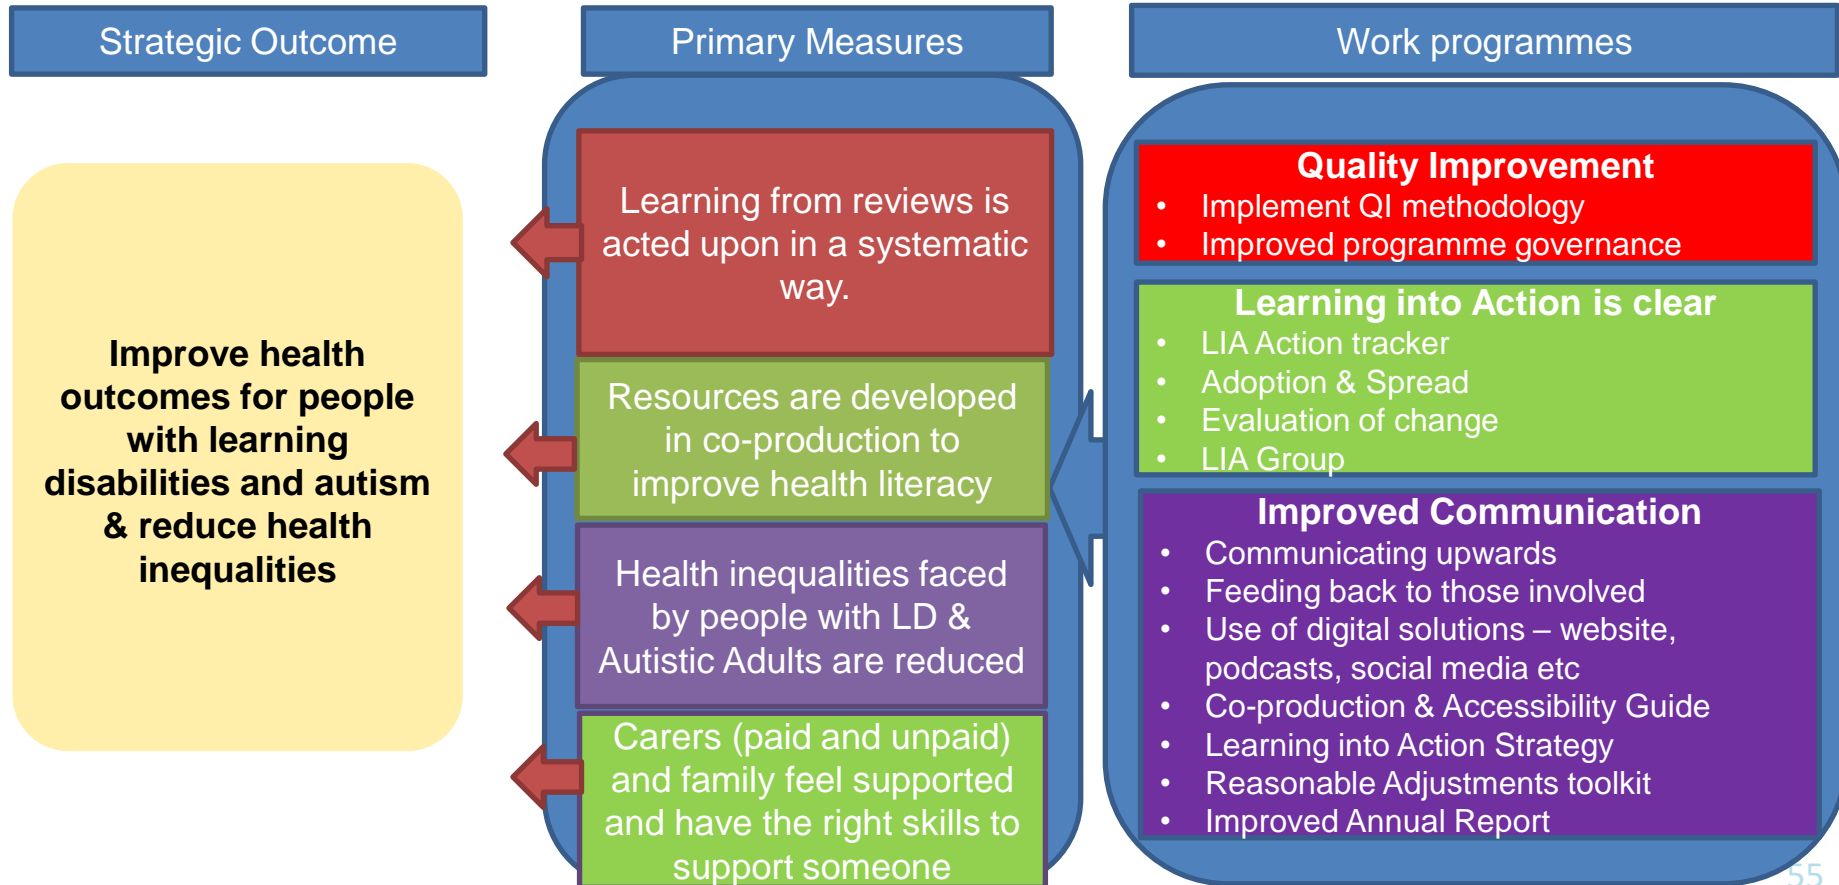 Strategic Outcome
Primary Measures
Work programmes
Improve health
outcomes for people
with learning
disabilities and autism
& reduce health
inequalities
Learning from reviews is
acted upon in a systematic
way.
Resources are developed
in co-production to
improve health literacy
Health inequalities faced
by people with LD &
Autistic Adults are reduced
Carers (paid and unpaid)
and family feel supported
and have the right skills to
support someone
Quality Improvement
• Implement QI methodology
• Improved programme governance
Learning into Action is clear
• LIA Action tracker
• Adoption & Spread
• Evaluation of change
• LIA Group
Improved Communication
• Communicating upwards
• Feeding back to those involved
• Use of digital solutions – website,
podcasts, social media etc
• Co-production & Accessibility Guide
• Learning into Action Strategy
• Reasonable Adjustments toolkit
• Improved Annual Report
55